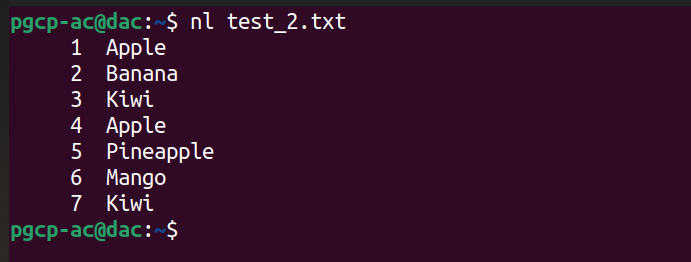 pgcp-ac@dac:~$ nl test_2.txt
     1  Apple
     2  Banana
     3  Kiwi
     4  Apple
     5  Pineapple
     6  Mango
     7  Kiwi
pgcp-ac@dac:~$